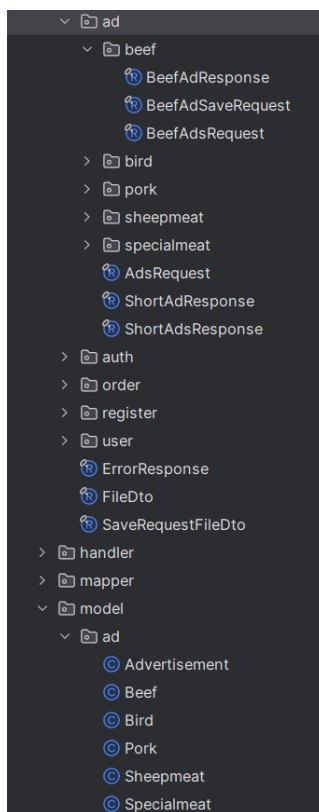 ad
beef
BeefAdResponse
BeefAdSaveRequest
BeefAdsRequest
bird
pork
sheepmeat
specialmeat
AdsRequest
ShortAdResponse
ShortAdsResponse
auth
order
register
user
ErrorResponse
FileDto
SaveRequestFileDto
handler
mapper
model
ad
Advertisement
Beef
Bird
Pork
Sheepmeat
Specialmeat